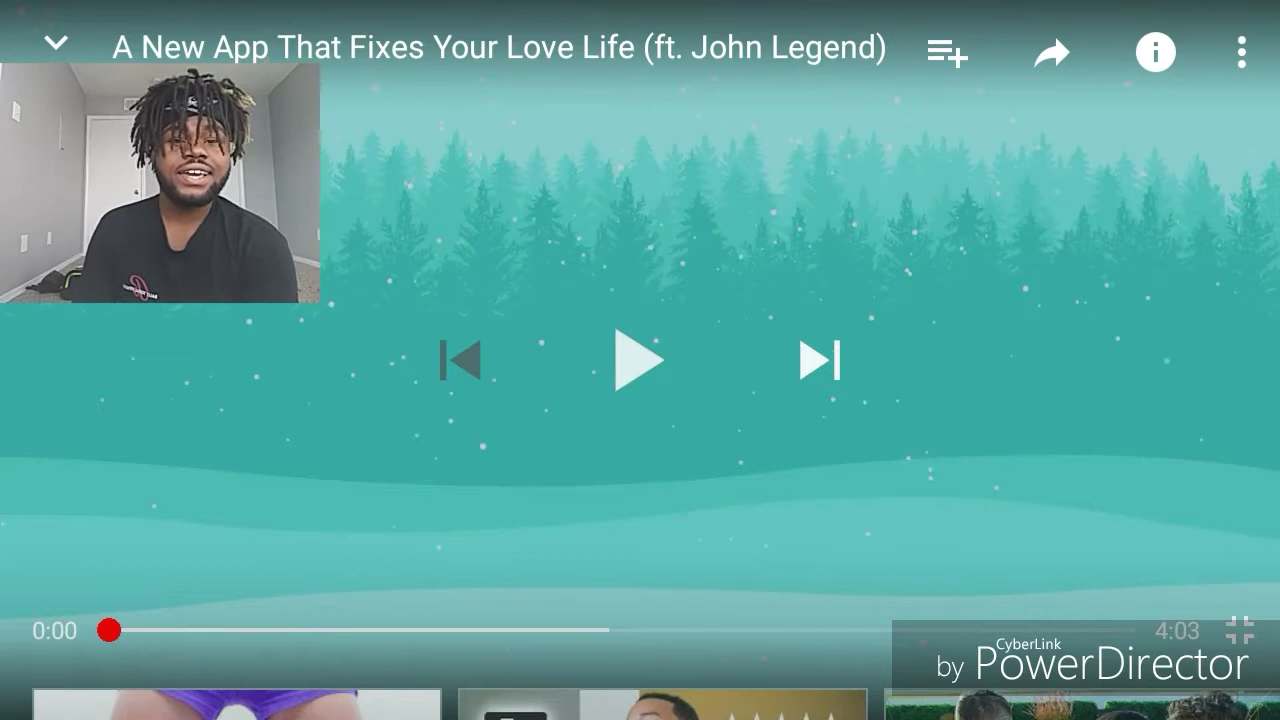 A New App That Fixes Your Love Life (ft. John Legend)
0:00
4:03
CyberLink
by PowerDirector